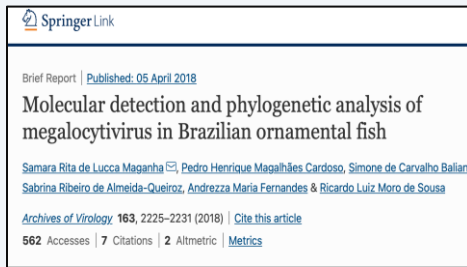 Springer Link
Brief Report | Published: 05 April 2018
Molecular detection and phylogenetic analysis of
megalocytivirus in Brazilian ornamental fish
Samara Rita de Lucca Maganha, Pedro Henrique Magalhães Cardoso, Simone de Carvalho Balian,
Sabrina Ribeiro de Almeida-Queiroz, Andrezza Maria Fernandes & Ricardo Luiz Moro de Sousa
Archives of Virology 163, 2225–2231 (2018) | Cite this article
562 Accesses | 7 Citations | 2 Altmetric | Metrics